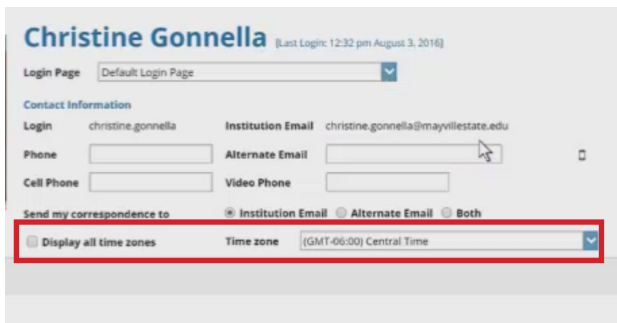 Christine Gonnella [Last Login: 12:32 pm August 3, 2016]
Login Page Default Login Page
Contact Information
Login christine.gonnella Institution Email christine.gonnella@mayvillestate.edu
Phone Alternate Email
Cell Phone Video Phone
Send my correspondence to Institution Email Alternate Email Both
Display all time zones Time zone (GMT-06:00) Central Time